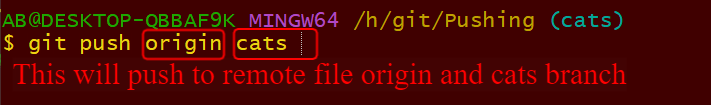 AB@DESKTOP-QBBAF9K MINGW64 /h/git/Pushing (cats)
$ git push origin cats
This will push to remote file origin and cats branch